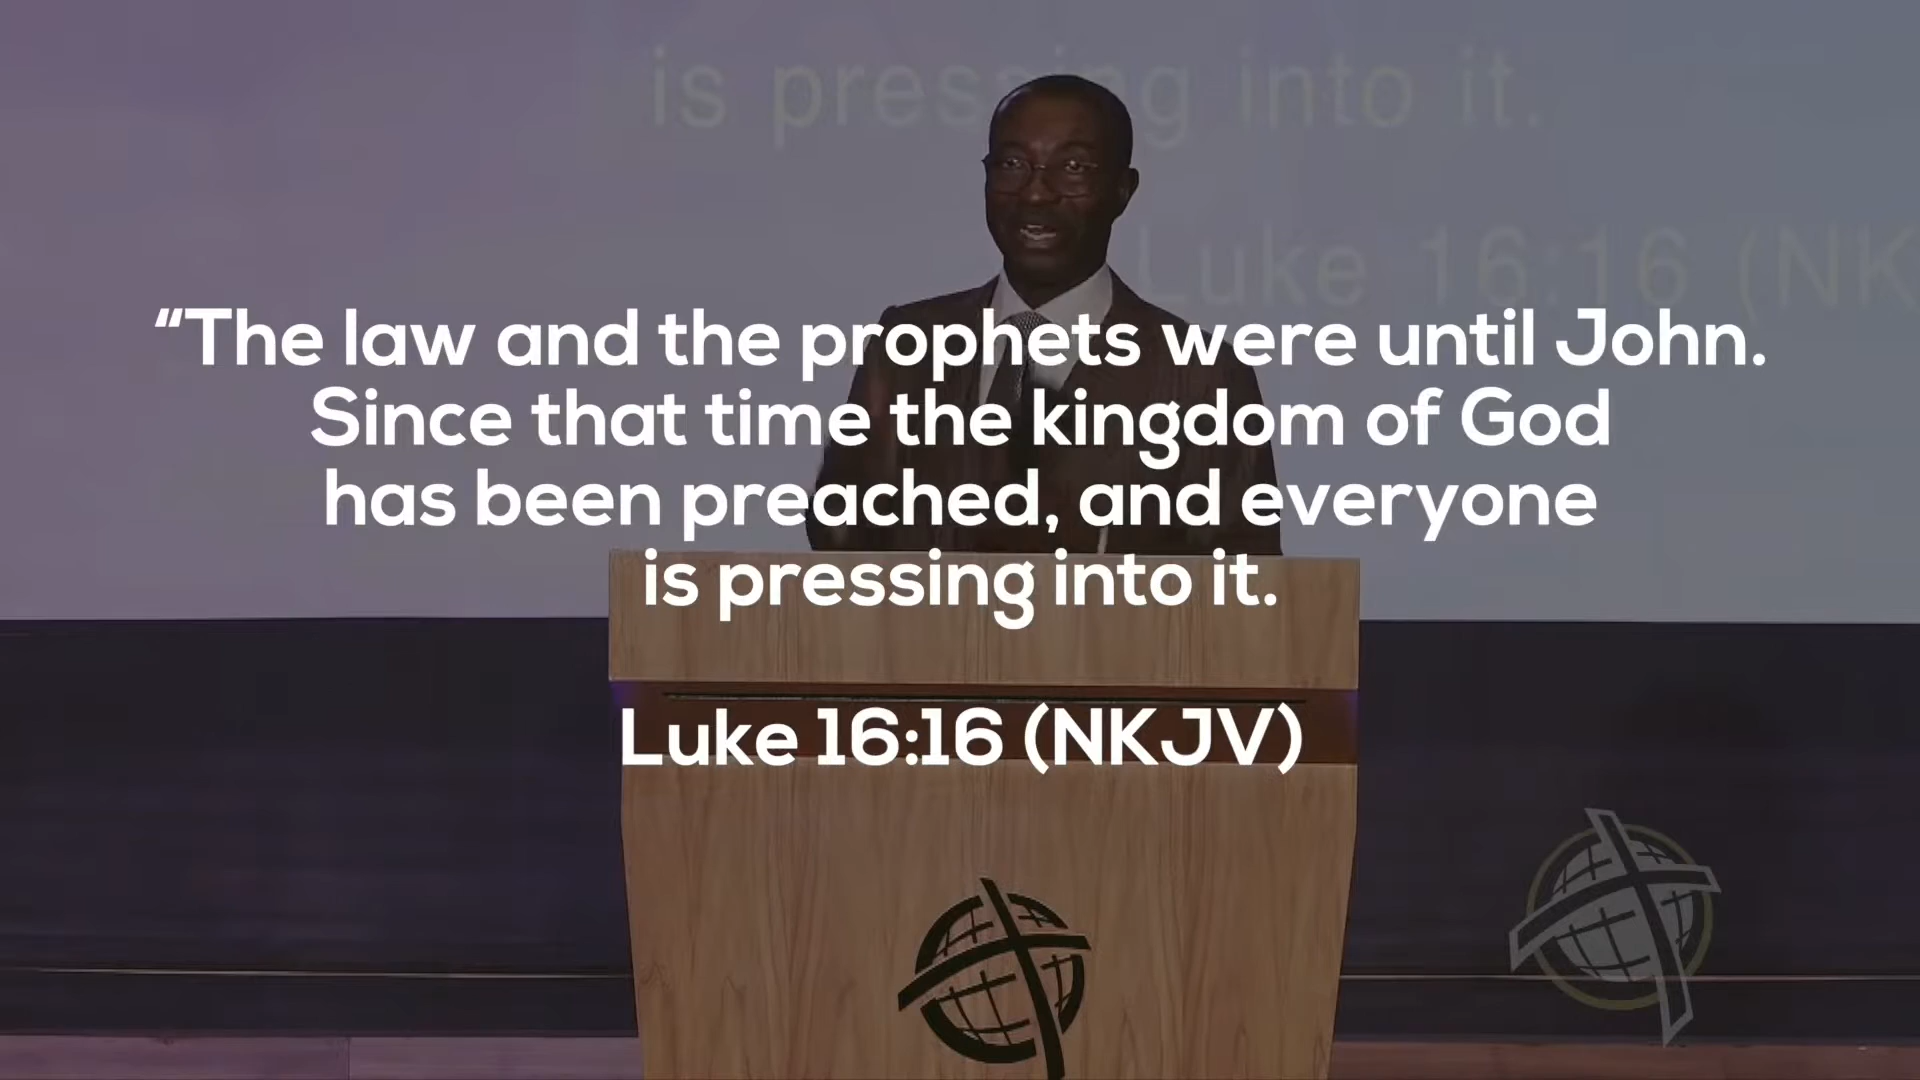 is pressing into it.
Luke 16:16 (NK
“The law and the prophets were until John.
Since that time the kingdom of God
has been preached, and everyone
is pressing into it.
Luke 16:16 (NKJV)